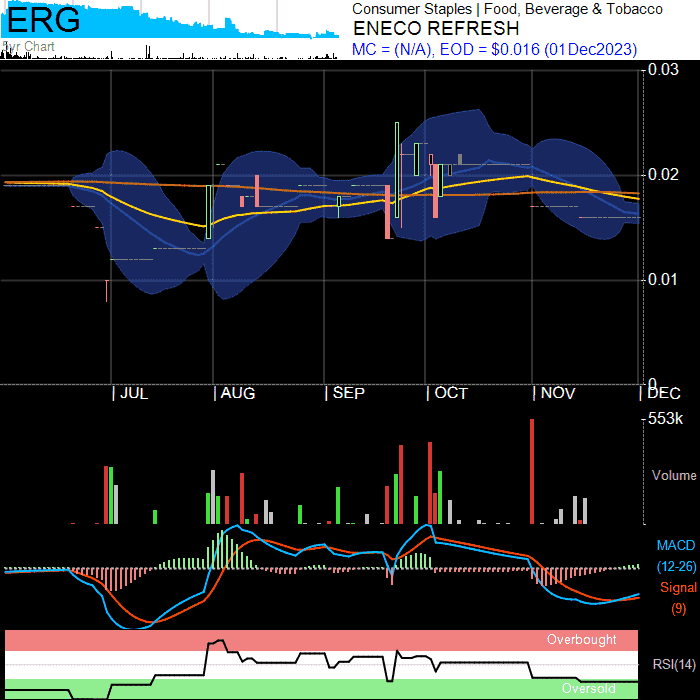 ERG
5yr Chart
Consumer Staples | Food, Beverage & Tobacco
ENECO REFRESH
MC = (N/A), EOD = $0.016 (01Dec2023)
0.03
0.02
0.01
0
JUL AUG SEP OCT NOV DEC
553k
Volume
MACD
(12-26)
Signal
(9)
Overbought
RSI(14)
Oversold